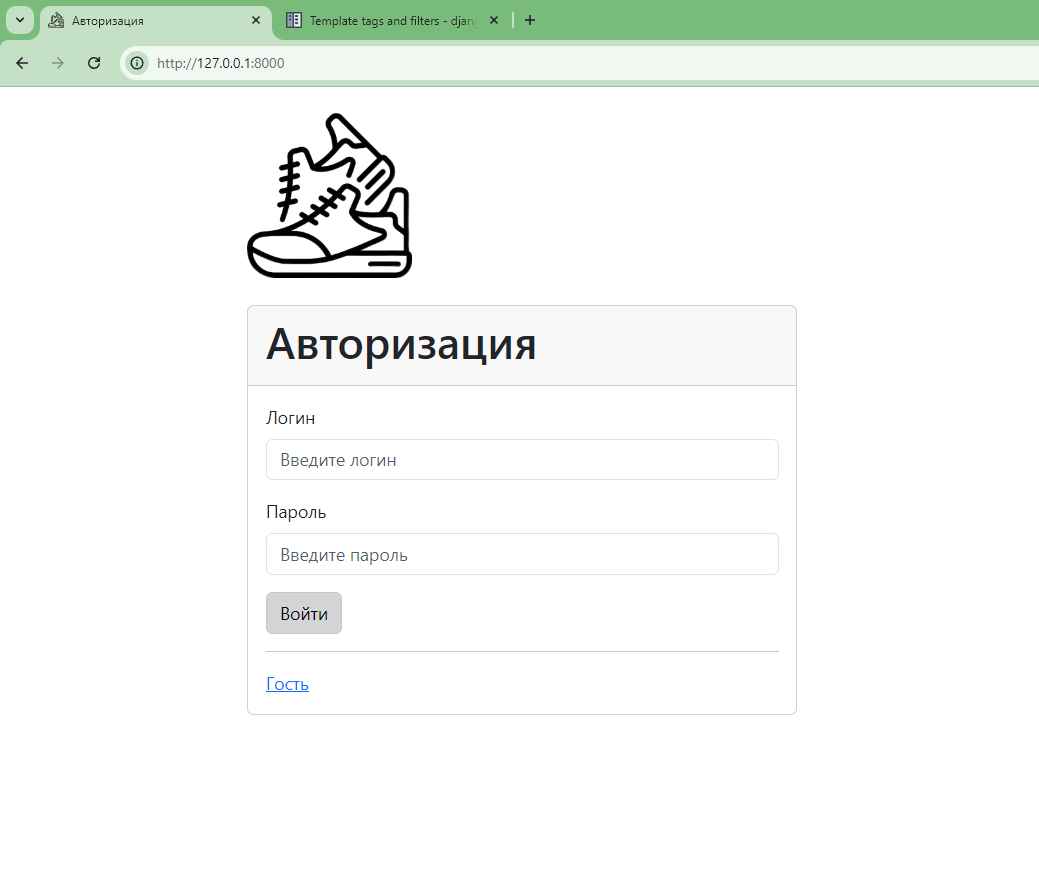 Авторизация
Template tags and filters - djan
http://127.0.0.1:8000
Авторизация
Логин
Введите логин
Пароль
Введите пароль
Войти
Гость